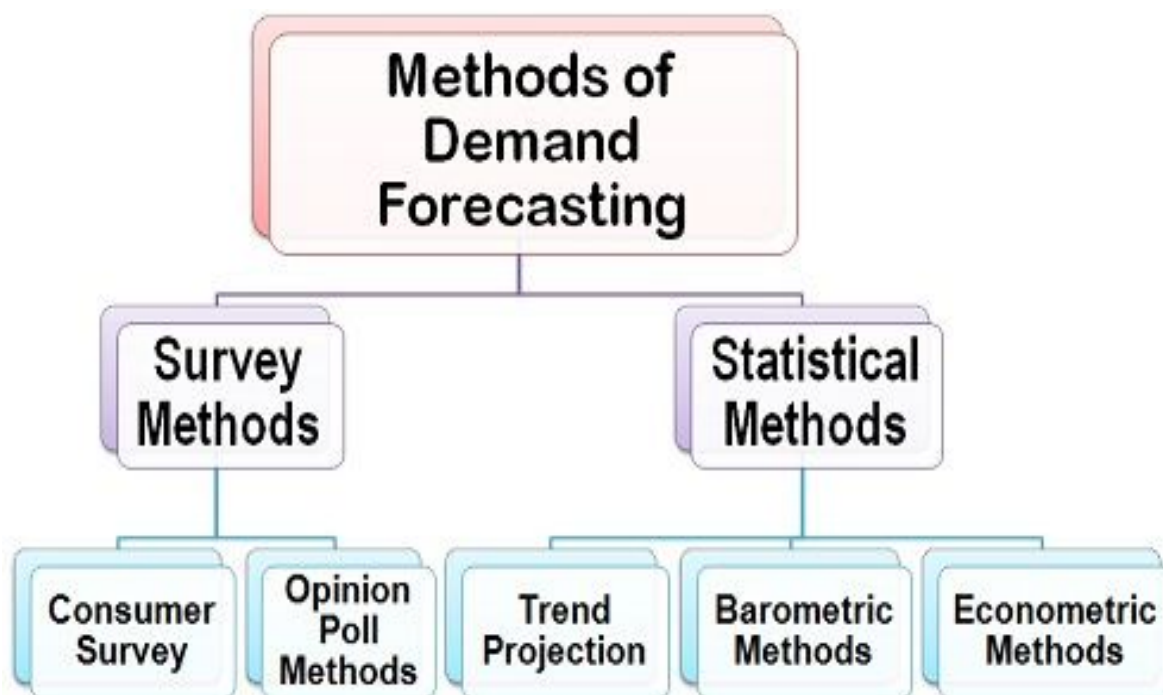 Methods of
Demand
Forecasting
Survey
Methods
Statistical
Methods
Consumer
Survey
Opinion
Poll
Methods
Trend
Projection
Barometric
Methods
Econometric
Methods